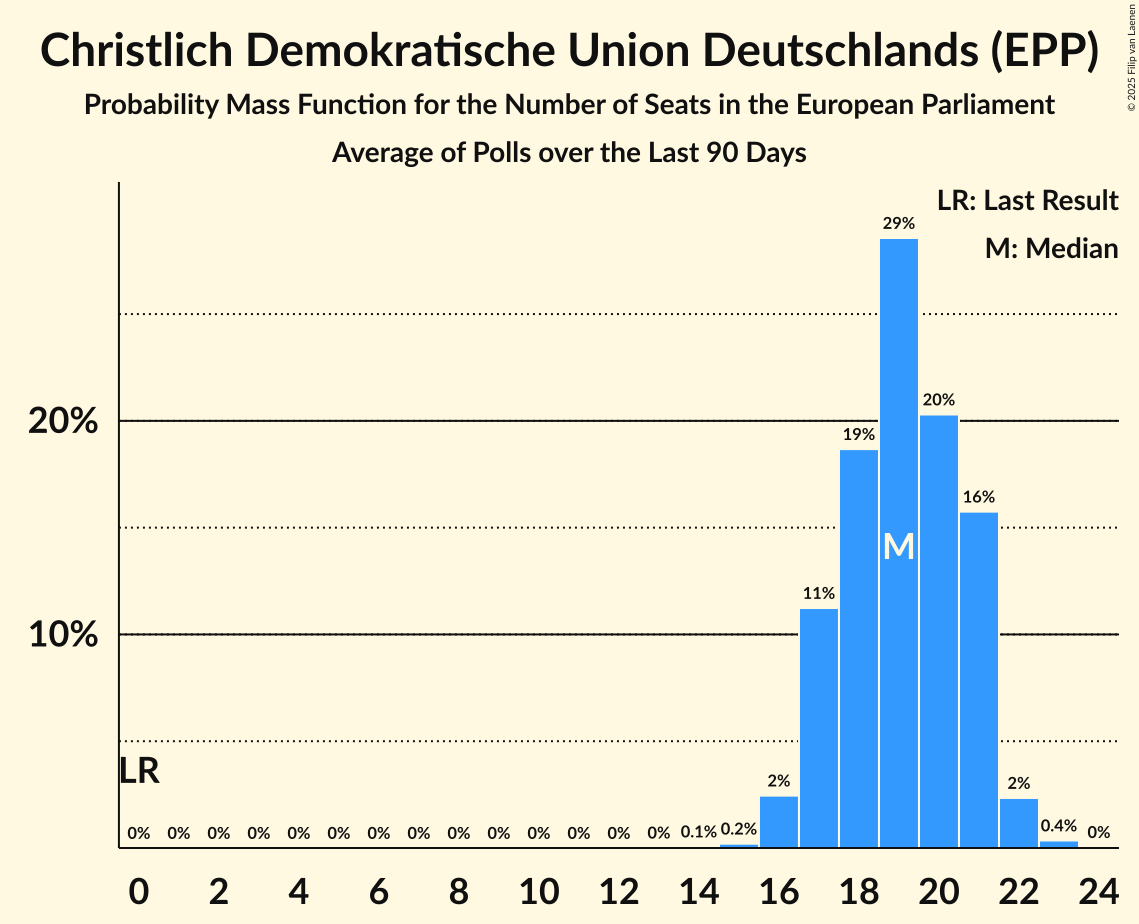 Christlich Demokratische Union Deutschlands (EPP)
Probability Mass Function for the Number of Seats in the European Parliament
Average of Polls over the Last 90 Days
© 2025 Filip van Laenen
LR: Last Result
M: Median
29%
20%
20%
19%
16%
M
11%
10%
LR
2%
2%
0% 0% 0% 0% 0% 0% 0% 0% 0% 0% 0% 0% 0% 0% 0.1% 0.2% 0.4% 0%
0 2 4 6 8 10 12 14 16 18 20 22 24